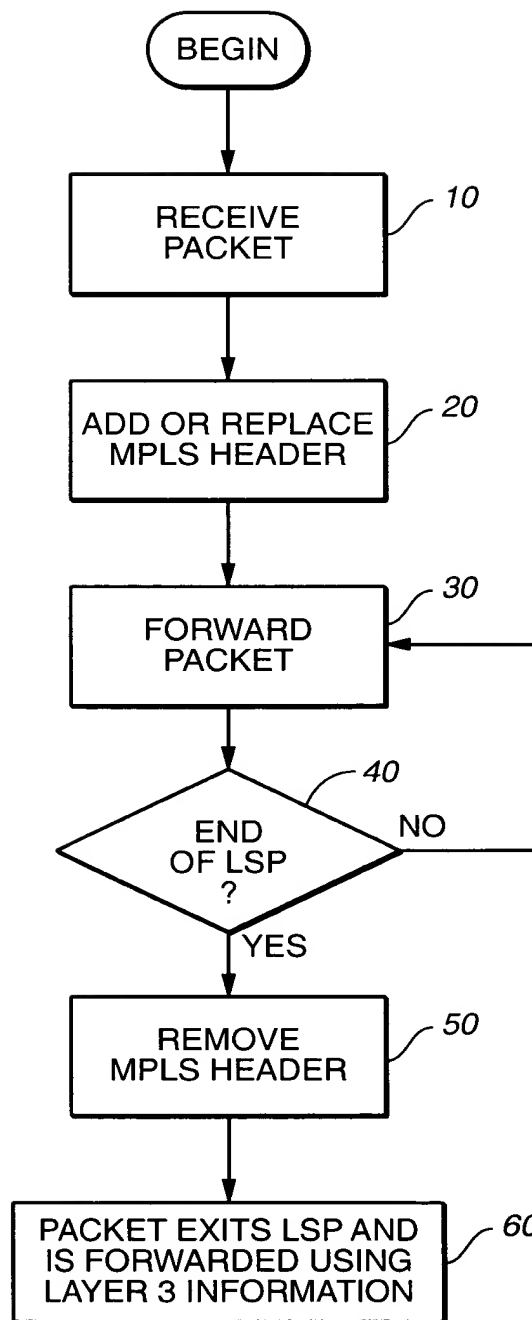 BEGIN
10
RECEIVE
PACKET
20
ADD OR REPLACE
MPLS HEADER
30
FORWARD
PACKET
40
END
OF LSP
?
NO
YES
50
REMOVE
MPLS HEADER
60
PACKET EXITS LSP AND
IS FORWARDED USING
LAYER 3 INFORMATION